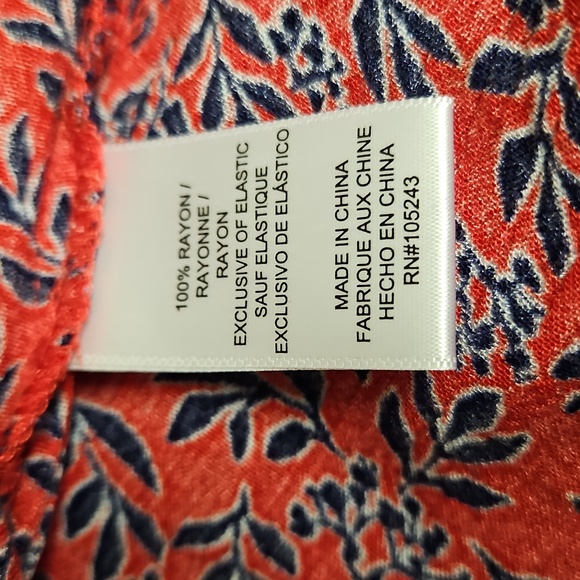 100% RAYON /
RAYONNE /
RAYON
EXCLUSIVE OF ELASTIC
SAUF ELASTIQUE
EXCLUSIVO DE ELÁSTICO
MADE IN CHINA
FABRIQUE AUX CHINE
HECHO EN CHINA
RN#105243